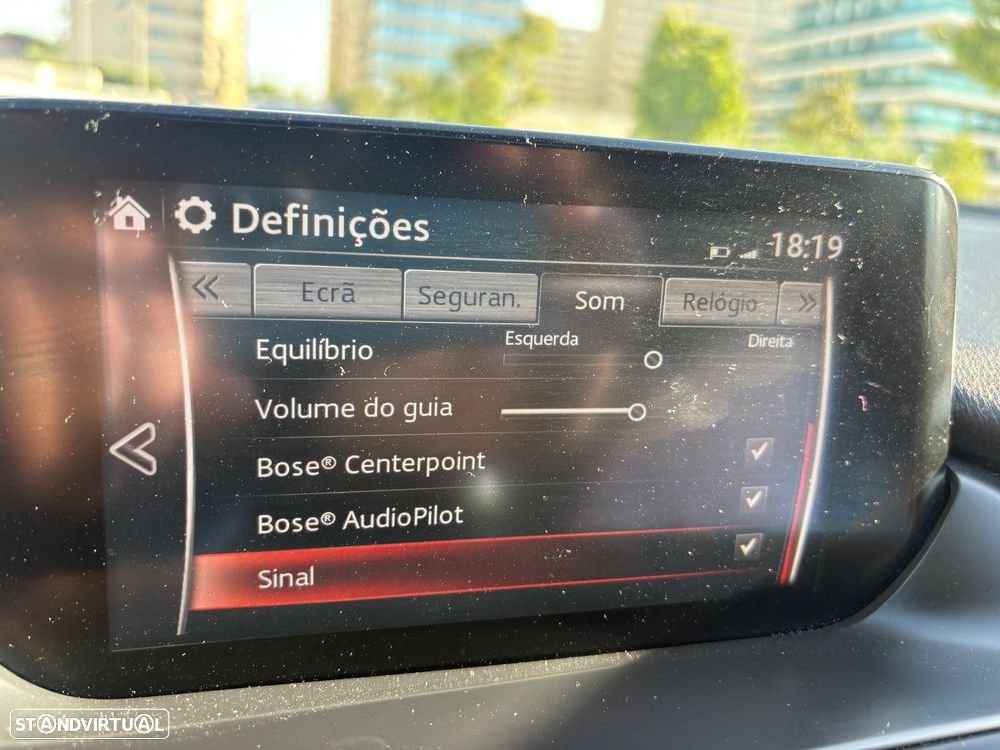 Definições
18:19
« Ecrã Seguran. Som Relógio »
Equilíbrio Esquerda Direita
Volume do guia
Bose® Centerpoint
Bose® AudioPilot
Sinal
STANDVIRTUAL